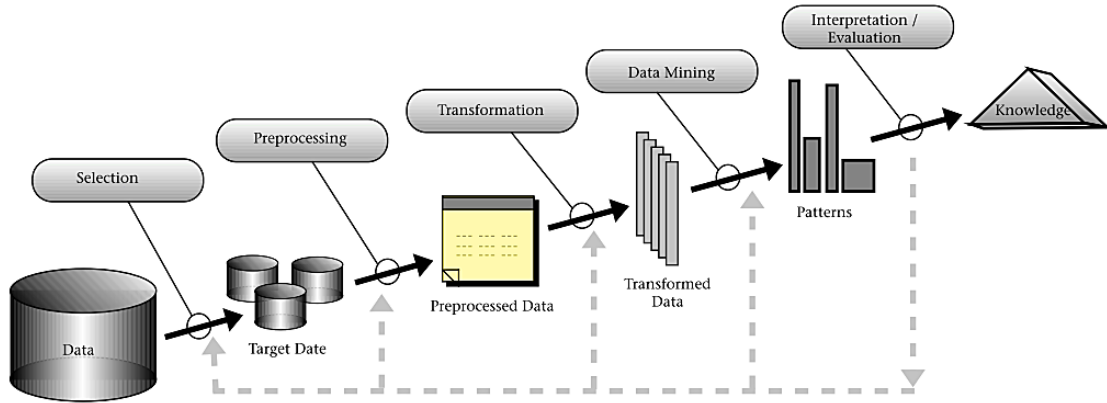 Interpretation /
Evaluation
Data Mining
Transformation
Preprocessing
Selection
Knowledge
Patterns
Transformed
Data
Preprocessed Data
Target Date
Data